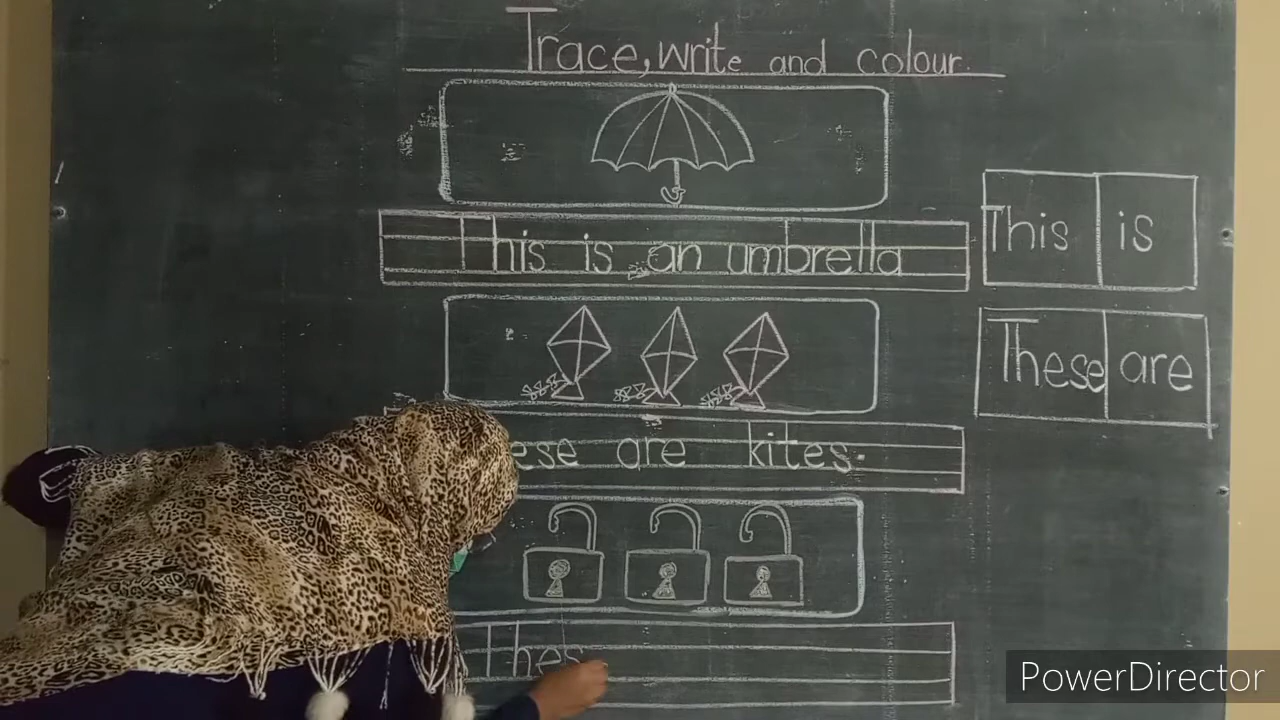 Trace, write and colour.
This is an umbrella
This is
These are
ese are kites.
Thes
PowerDirector